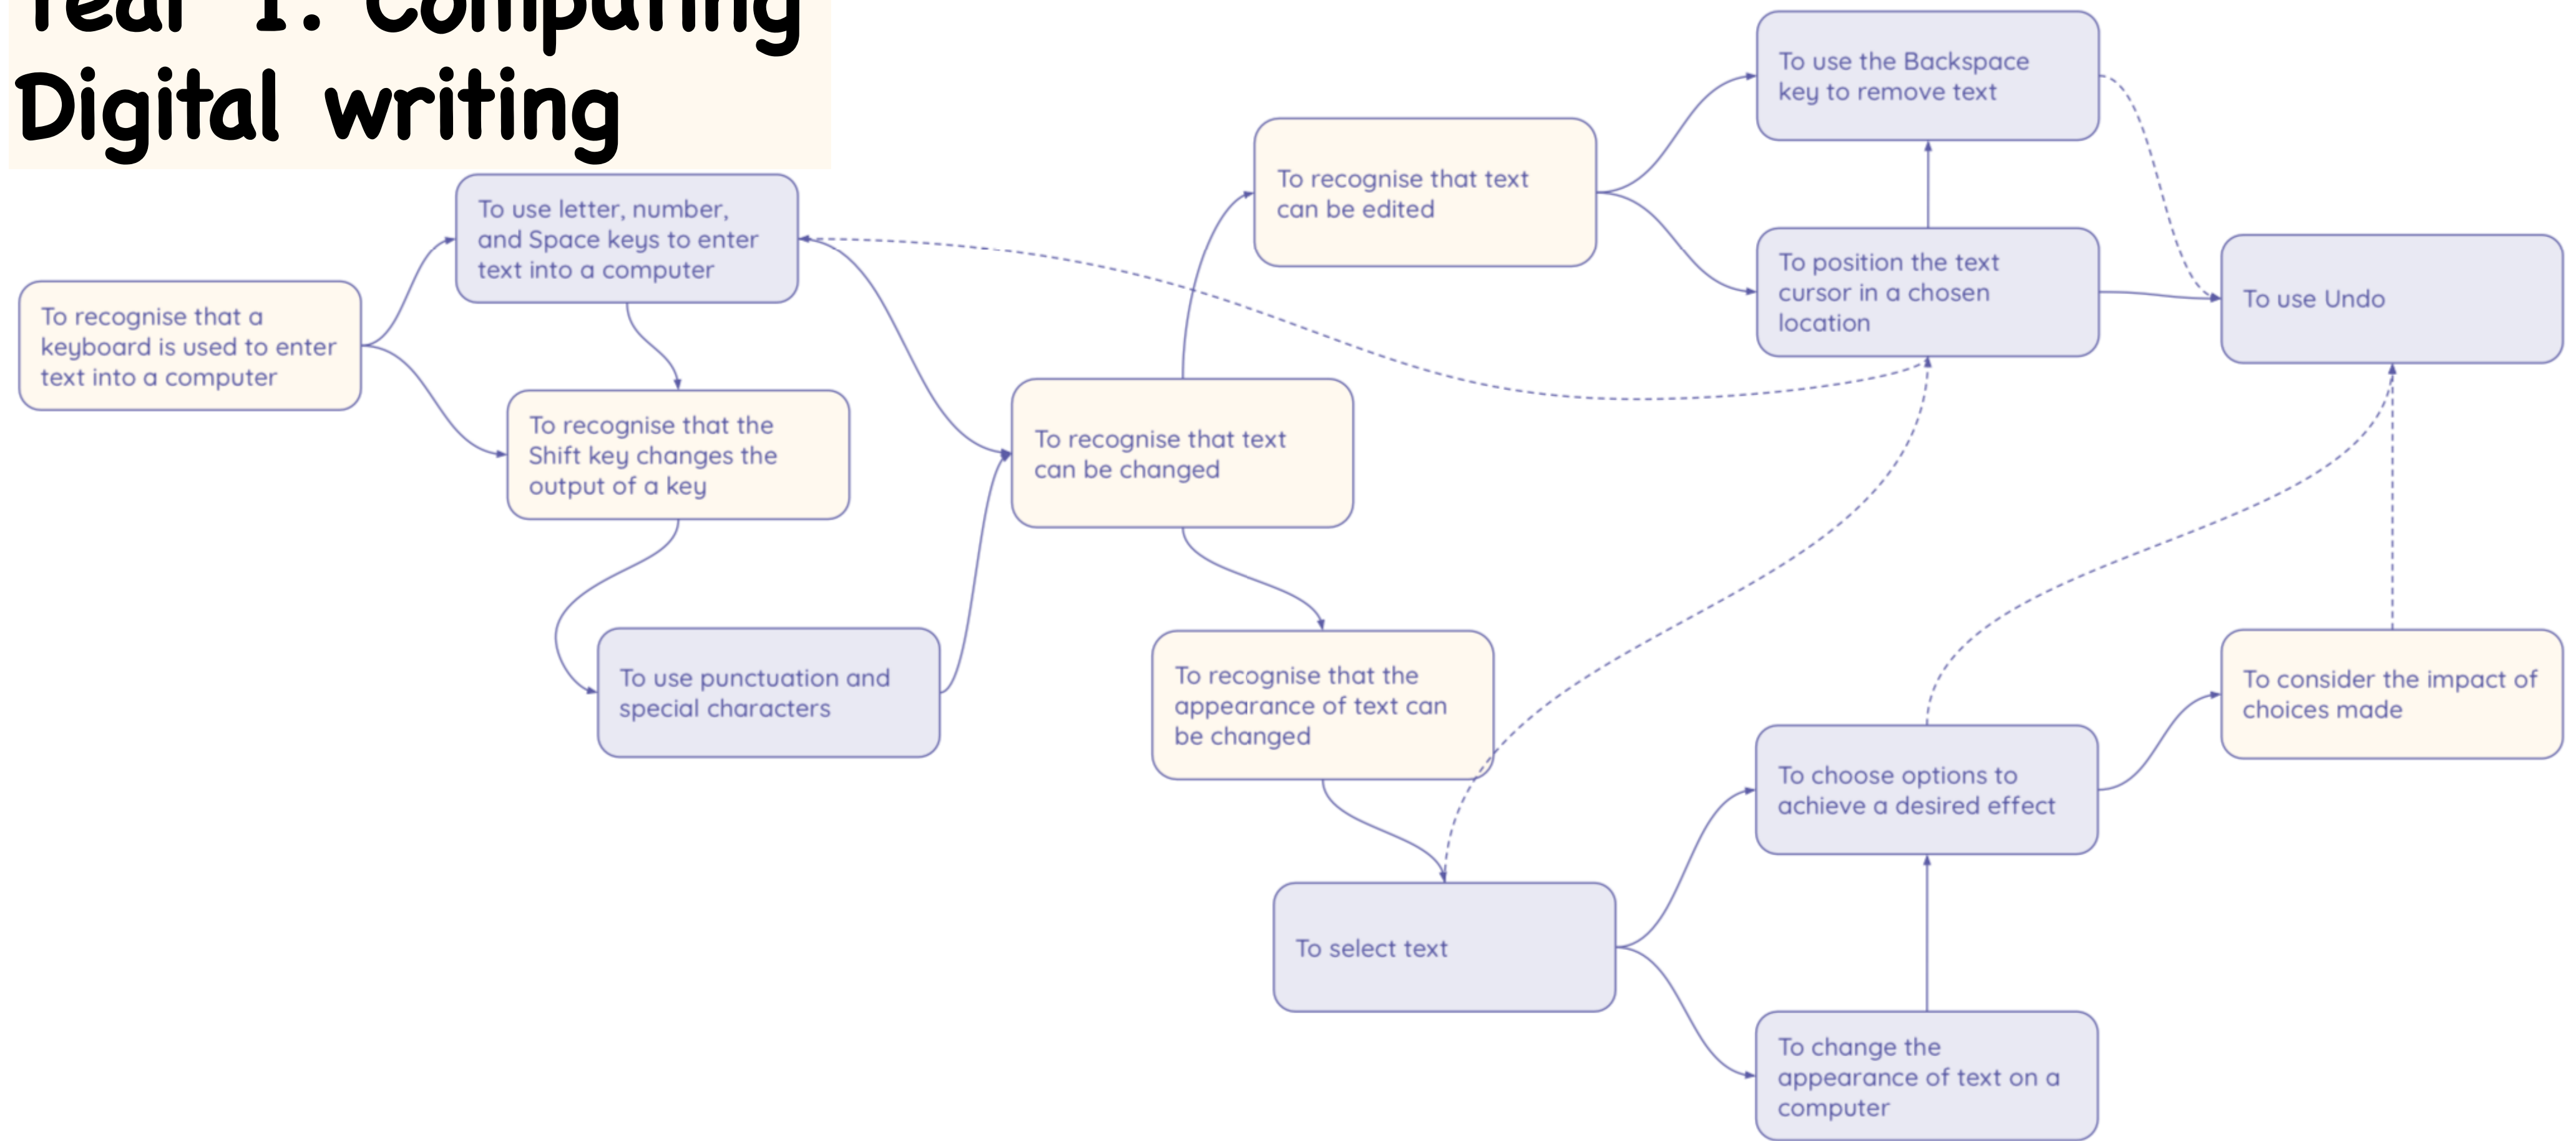 Year 1: Computing
Digital writing
To recognise that a
keyboard is used to enter
text into a computer
To use letter, number,
and Space keys to enter
text into a computer
To recognise that the
Shift key changes the
output of a key
To use punctuation and
special characters
To recognise that text
can be changed
To recognise that text
can be edited
To recognise that the
appearance of text can
be changed
To select text
To use the Backspace
key to remove text
To position the text
cursor in a chosen
location
To use Undo
To choose options to
achieve a desired effect
To change the
appearance of text on a
computer
To consider the impact of
choices made